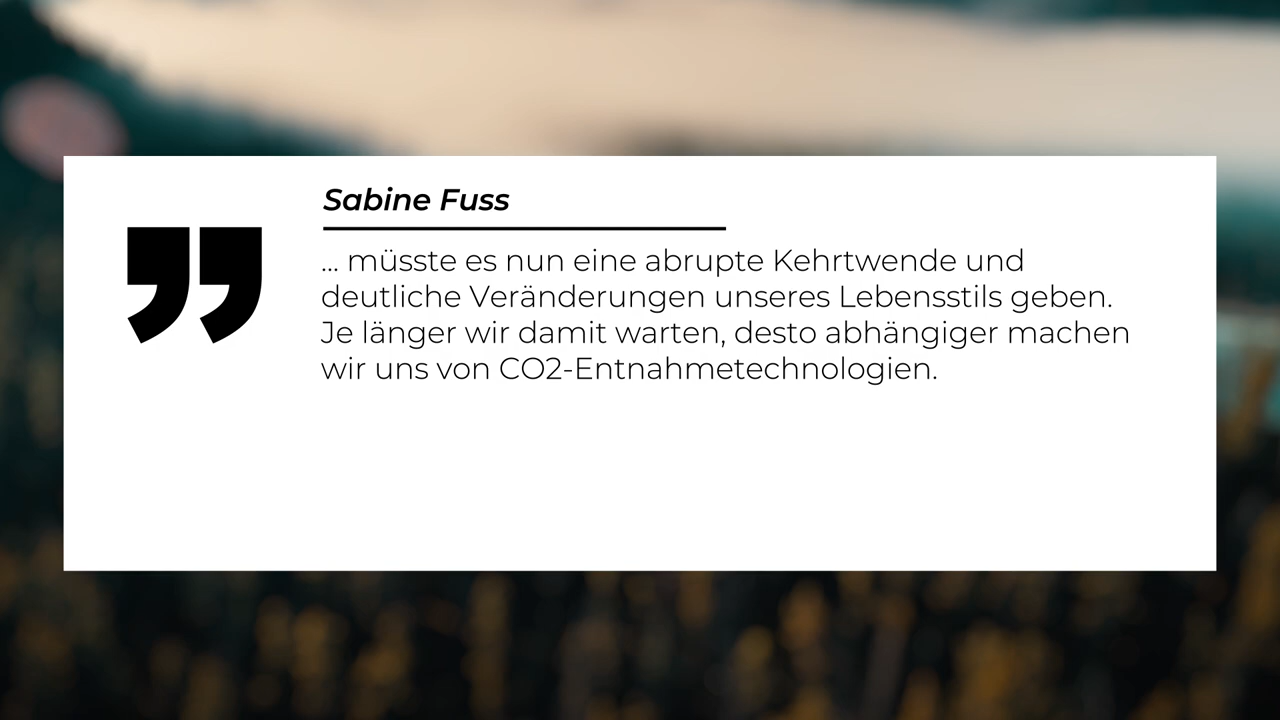 Sabine Fuss
... müsste es nun eine abrupte Kehrtwende und
deutliche Veränderungen unseres Lebensstils geben.
Je länger wir damit warten, desto abhängiger machen
wir uns von CO2-Entnahmetechnologien.